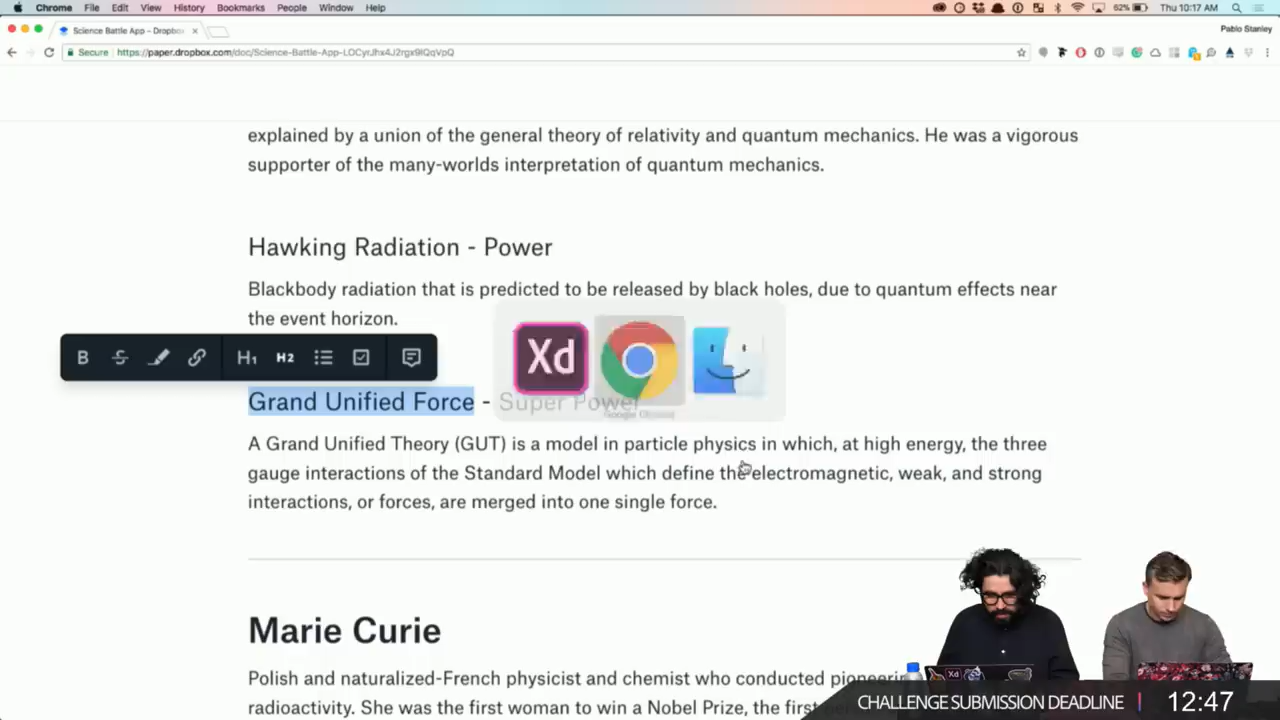 Chrome File Edit View History Bookmarks People Window Help 62% Thu 10:17 AM
Science Battle App – Dropbox Pablo Stanley
Secure https://paper.dropbox.com/doc/Science-Battle-App-LOCyrJhx4J2rgx9IQqVpQ
explained by a union of the general theory of relativity and quantum mechanics. He was a vigorous
supporter of the many-worlds interpretation of quantum mechanics.
Hawking Radiation - Power
Blackbody radiation that is predicted to be released by black holes, due to quantum effects near
the event horizon.
B S H1 H2
Xd
Grand Unified Force - Super Power
Google Chrome
A Grand Unified Theory (GUT) is a model in particle physics in which, at high energy, the three
gauge interactions of the Standard Model which define the electromagnetic, weak, and strong
interactions, or forces, are merged into one single force.
Marie Curie
Polish and naturalized-French physicist and chemist who conducted
radioactivity. She was the first woman to win a Nobel Prize, the first
Xd
CHALLENGE SUBMISSION DEADLINE | 12:47